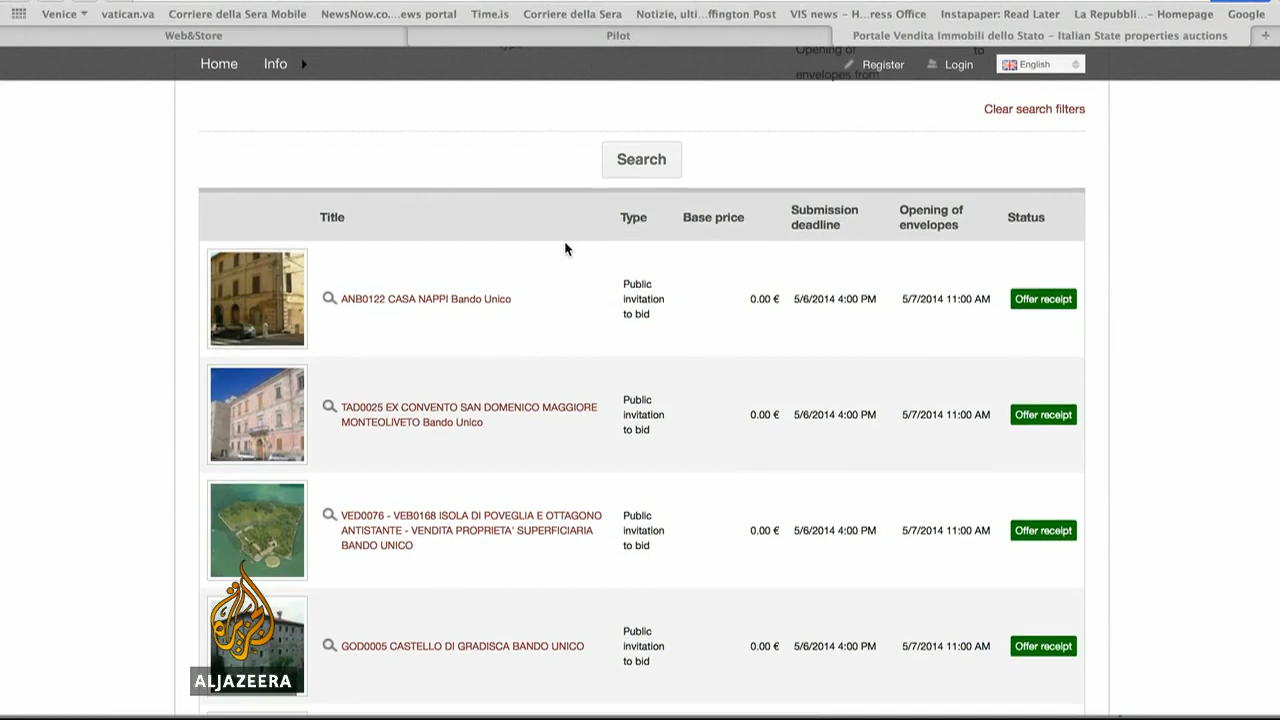 Venice vatican.va Corriere della Sera Mobile NewsNow.co....ews portal Time.is Corriere della Sera Notizie, ulti...ffington Post VIS news – H...ress Office Instapaper: Read Later La Repubbli...– Homepage Google
Web&Store Pilot Portale Vendita Immobili dello Stato – Italian State properties auctions +
Opening of to
envelopes from
Home Info Register Login English
Clear search filters
Search
Title Type Base price Submission deadline Opening of envelopes Status
ANB0122 CASA NAPPI Bando Unico
Public
invitation
to bid
0.00 € 5/6/2014 4:00 PM 5/7/2014 11:00 AM Offer receipt
TAD0025 EX CONVENTO SAN DOMENICO MAGGIORE
MONTEOLIVETO Bando Unico
Public
invitation
to bid
0.00 € 5/6/2014 4:00 PM 5/7/2014 11:00 AM Offer receipt
VED0076 - VEB0168 ISOLA DI POVEGLIA E OTTAGONO
ANTISTANTE - VENDITA PROPRIETA' SUPERFICIARIA
BANDO UNICO
Public
invitation
to bid
0.00 € 5/6/2014 4:00 PM 5/7/2014 11:00 AM Offer receipt
GOD0005 CASTELLO DI GRADISCA BANDO UNICO
Public
invitation
to bid
0.00 € 5/6/2014 4:00 PM 5/7/2014 11:00 AM Offer receipt
ALJAZEERA